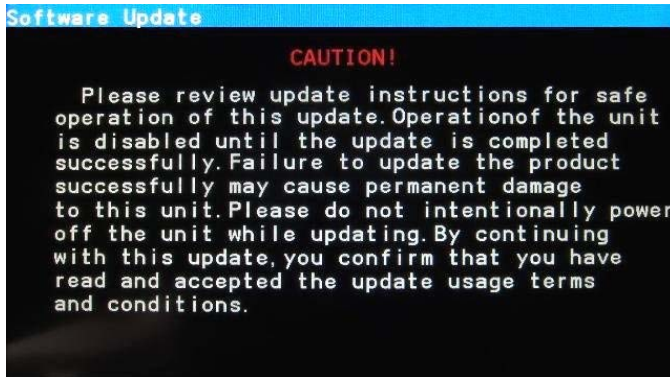 Software Update
CAUTION!
Please review update instructions for safe
operation of this update.Operationof the unit
is disabled until the update is completed
successfully.Failure to update the product
successfully may cause permanent damage
to this unit.Please do not intentionally power
off the unit while updating.By continuing
with this update,you confirm that you have
read and accepted the update usage terms
and conditions.